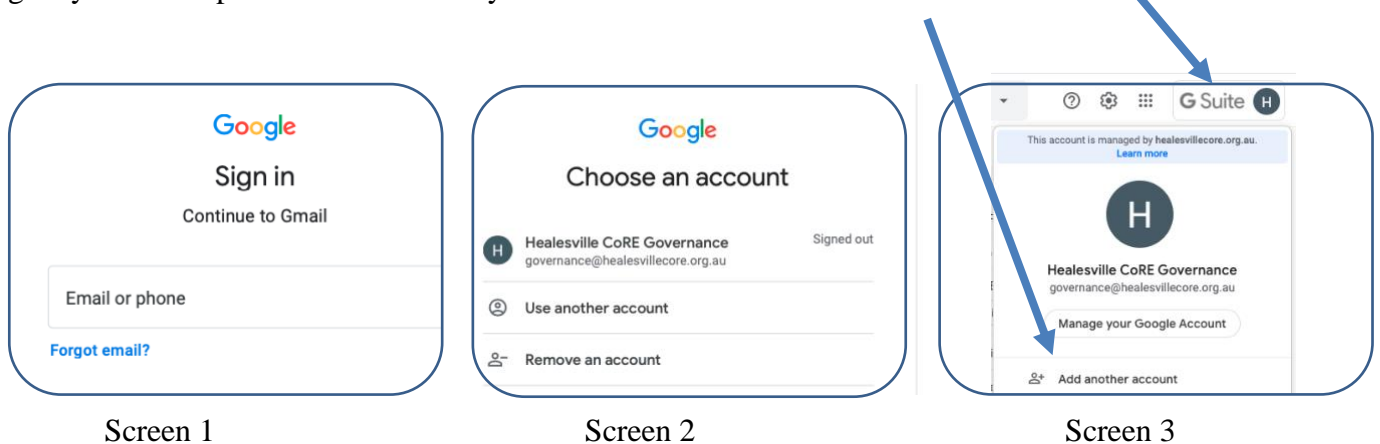 Google
Sign in
Continue to Gmail
Email or phone
Forgot email?
Screen 1
Google
Choose an account
H
Healesville CoRE Governance
Signed out
governance@healesvillecore.org.au
Use another account
Remove an account
Screen 2
G Suite H
This account is managed by healesvillecore.org.au.
Learn more
H
Healesville CoRE Governance
governance@healesvillecore.org.au
Manage your Google Account
Add another account
Screen 3